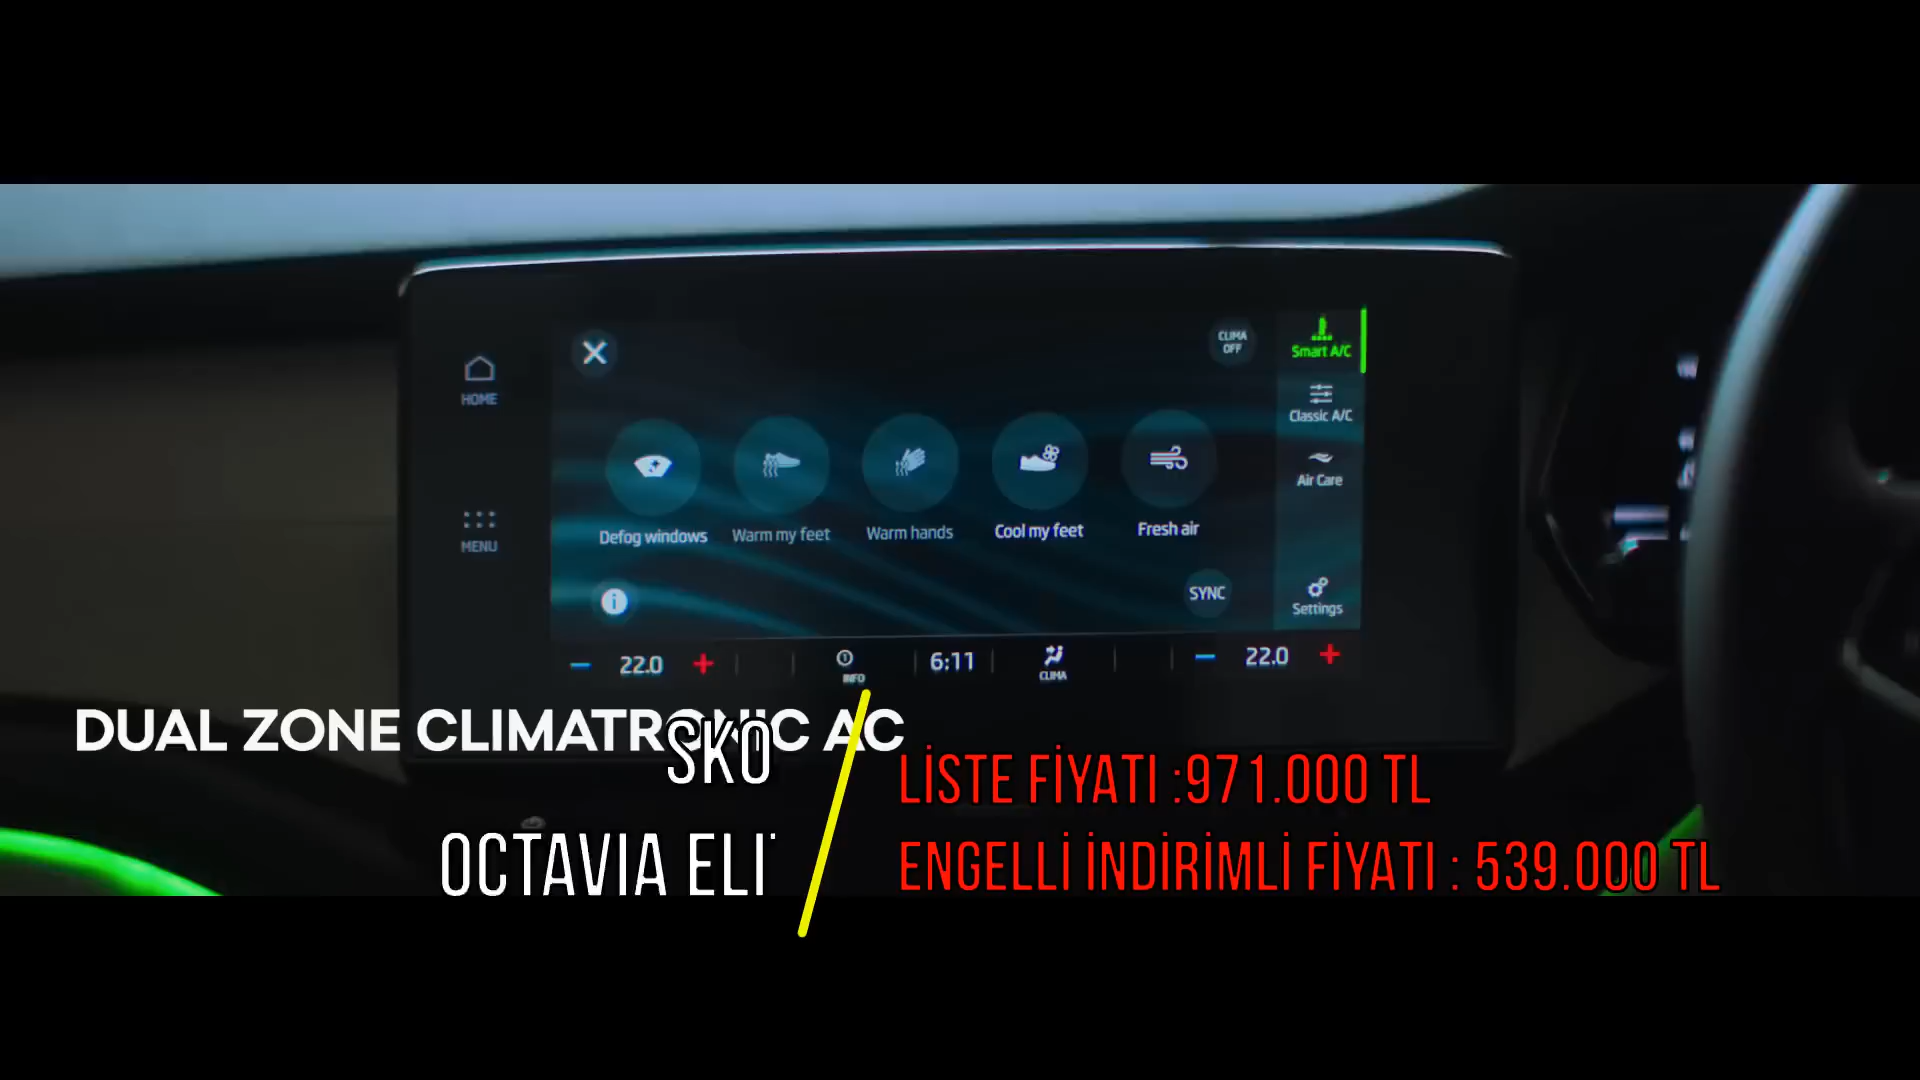 CLIMA
OFF
Smart A/C
HOME
Classic A/C
Air Care
Defog windows
Warm my feet
Warm hands
Cool my feet
Fresh air
MENU
SYNC
Settings
22.0
INFO
6:11
CLIMA
22.0
DUAL ZONE CLIMATRONIC AC
SKO
OCTAVIA ELI
LİSTE FİYATI :971.000 TL
ENGELLİ İNDİRİMLİ FİYATI : 539.000 TL